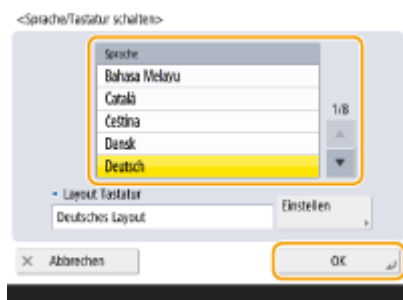 <Sprache/Tastatur schalten>
Sprache
Bahasa Melayu
Català
Čeština
Dansk
Deutsch
1/8
Layout Tastatur
Deutsches Layout
Einstellen
× Abbrechen
OK